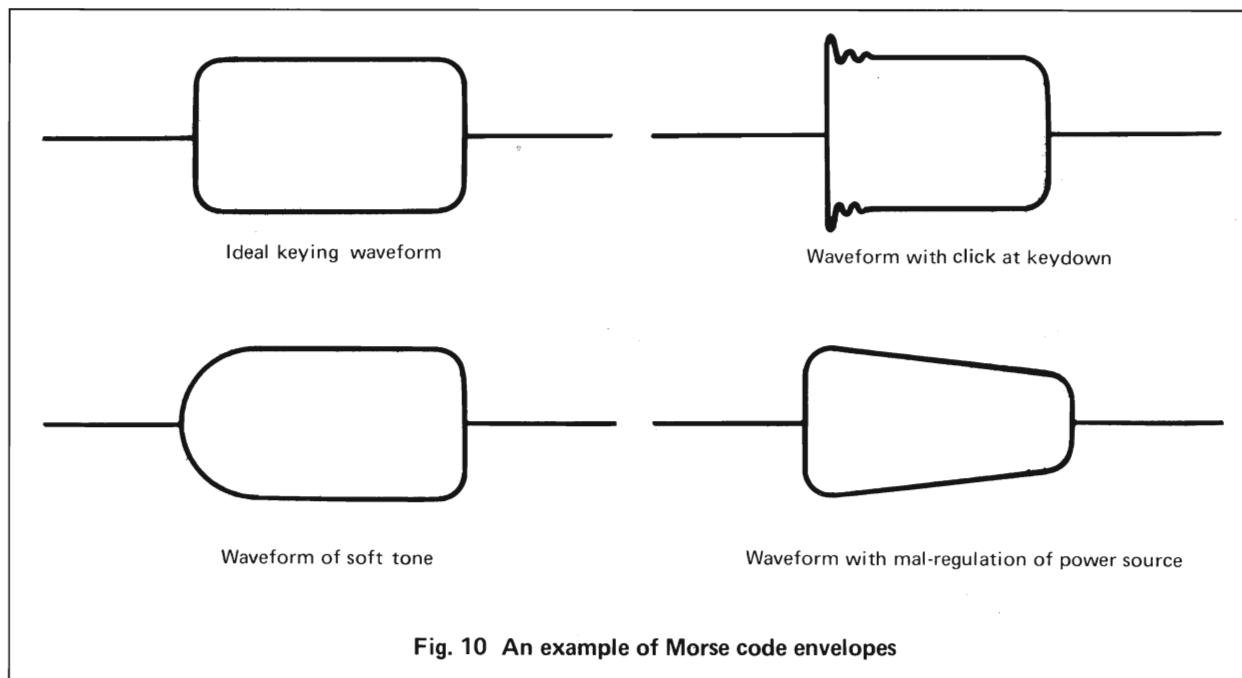 Ideal keying waveform
Waveform with click at keydown
Waveform of soft tone
Waveform with mal-regulation of power source
Fig. 10 An example of Morse code envelopes